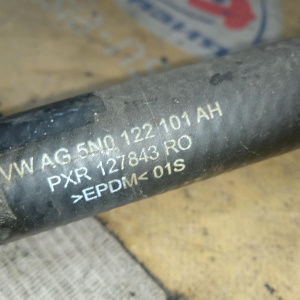 VW AG 5N0 122 101 AH
PXR 127843 RO
>EPDM< 01S